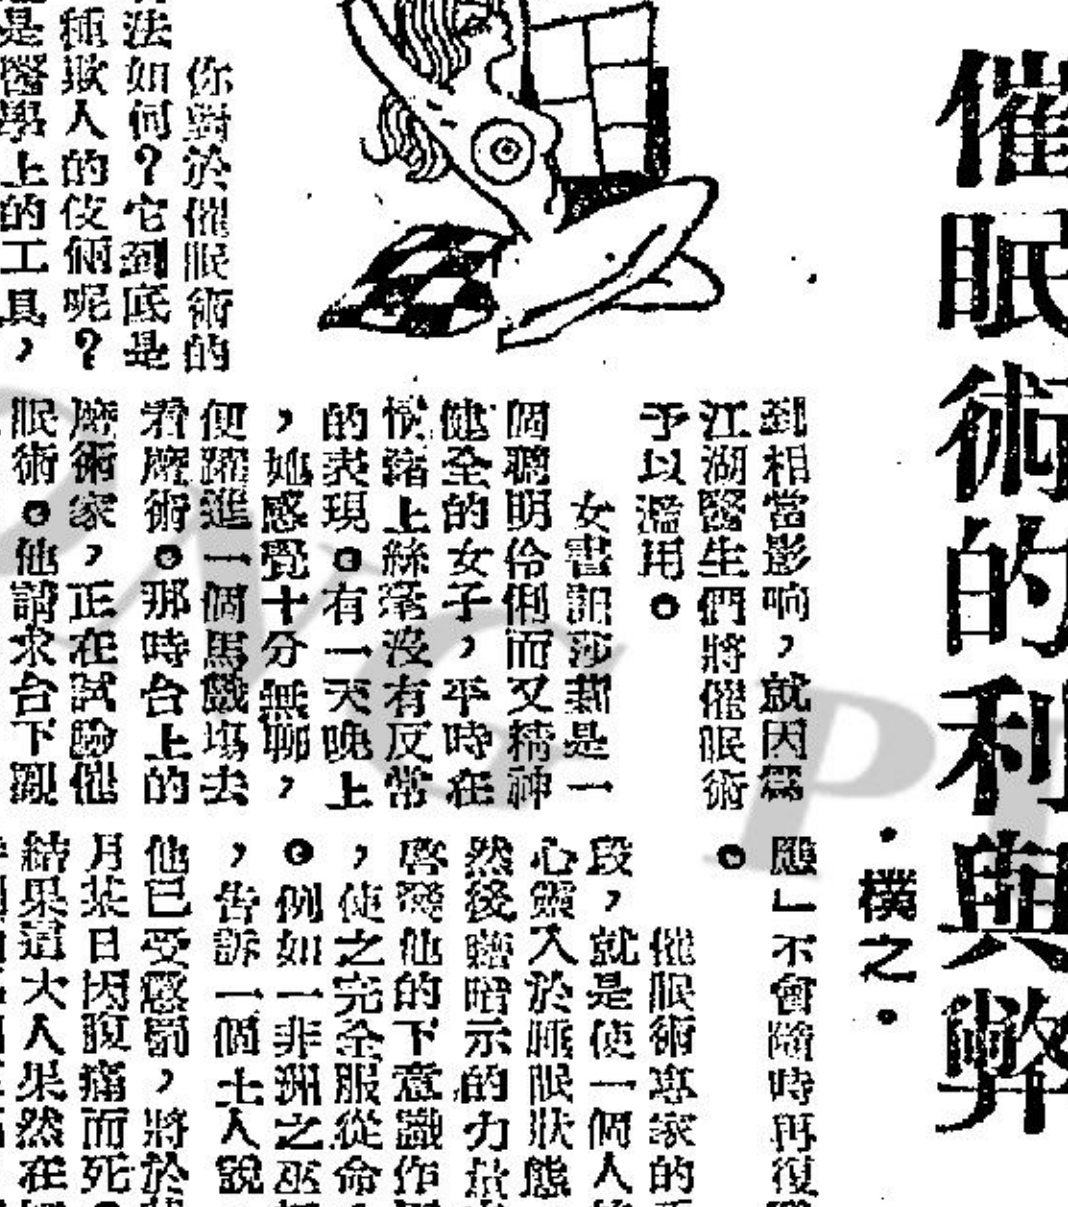 催眠術的利與弊
·樸之·
你對於催眠術的
法如何？它到底是
種欺人的伎倆呢？
是醫學上的工具，
到相當影响，就因爲
江湖醫生們將催眠術
予以濫用。
女書記莎莉是一
個聰明伶俐而又精神
健全的女子，平時在
情緒上絲毫沒有反常
的表現。有一天晚上
，她感覺十分無聊，
便躍進一個馬戲場去
看魔術。那時台上的
魔術家，正在試驗催
眠術。他請求台下觀
應」不會隨時再復
。
催眠術專家的
段，就是使一個人
心靈入於睡眠狀態
然後藉暗示的力量
響他的下意識作
，使之完全服從命
。例如一非洲之巫
，告訴一個土人說
他已受懲罰，將於
月某日因腹痛而死
結果這大人果然在
PNG P